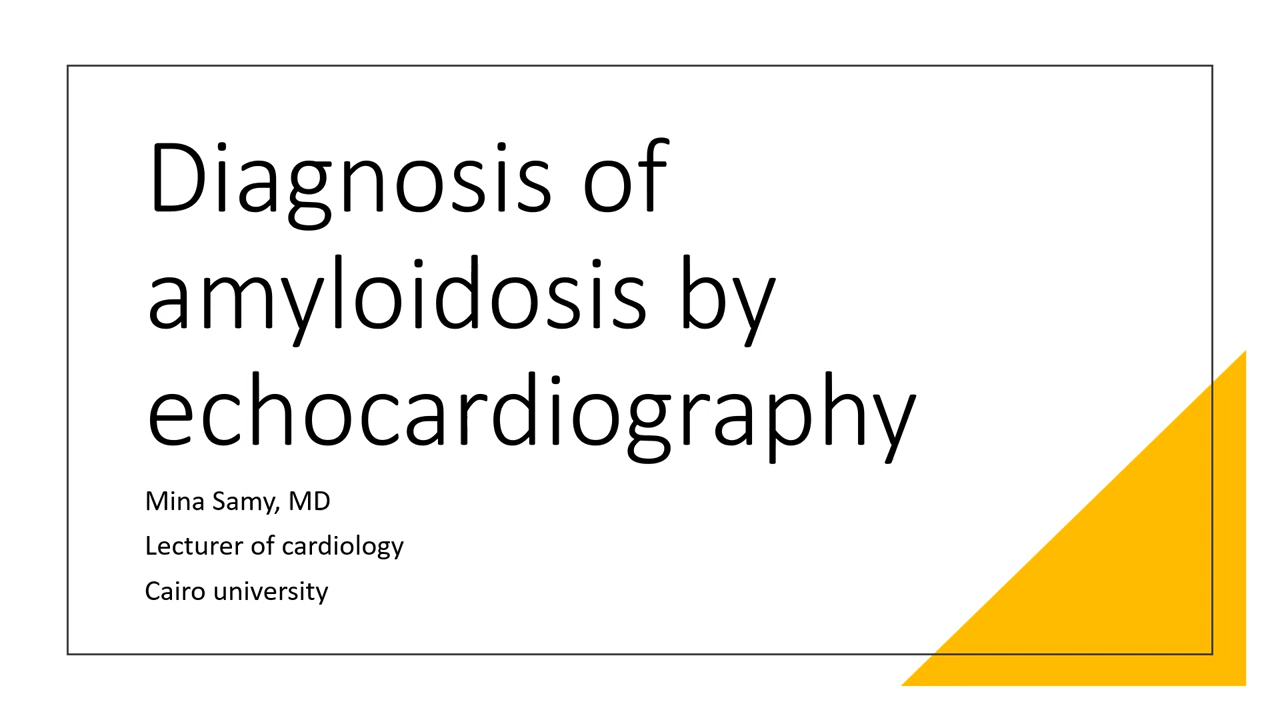 Diagnosis of
amyloidosis by
echocardiography
Mina Samy, MD
Lecturer of cardiology
Cairo university